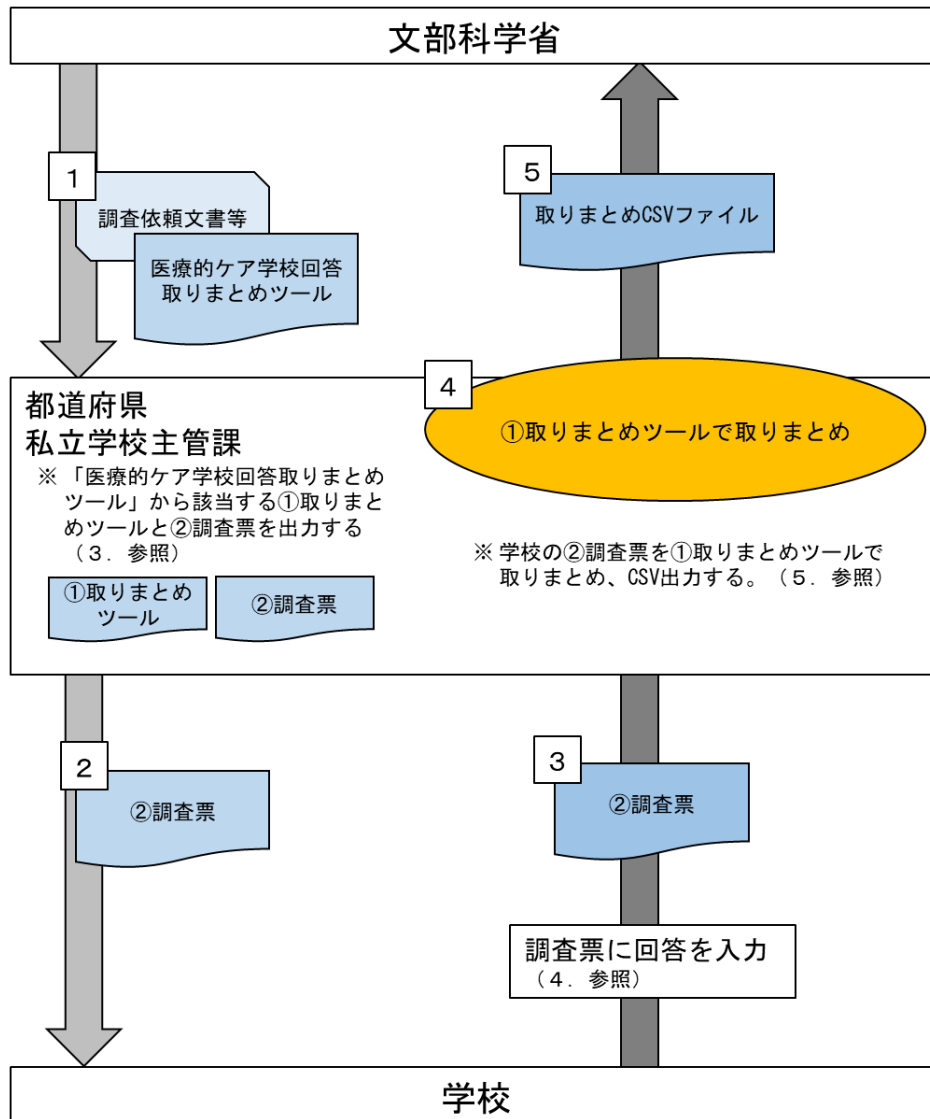 文部科学省
1
調査依頼文書等
医療的ケア学校回答
取りまとめツール
5
取りまとめCSVファイル
都道府県
私立学校主管課
※ 「医療的ケア学校回答取りまとめ
ツール」から該当する①取りまと
めツールと②調査票を出力する
（３．参照）
①取りまとめ
ツール
②調査票
4
①取りまとめツールで取りまとめ
※ 学校の②調査票を①取りまとめツールで
取りまとめ、CSV出力する。（５．参照）
2
②調査票
3
②調査票
調査票に回答を入力
（４．参照）
学校